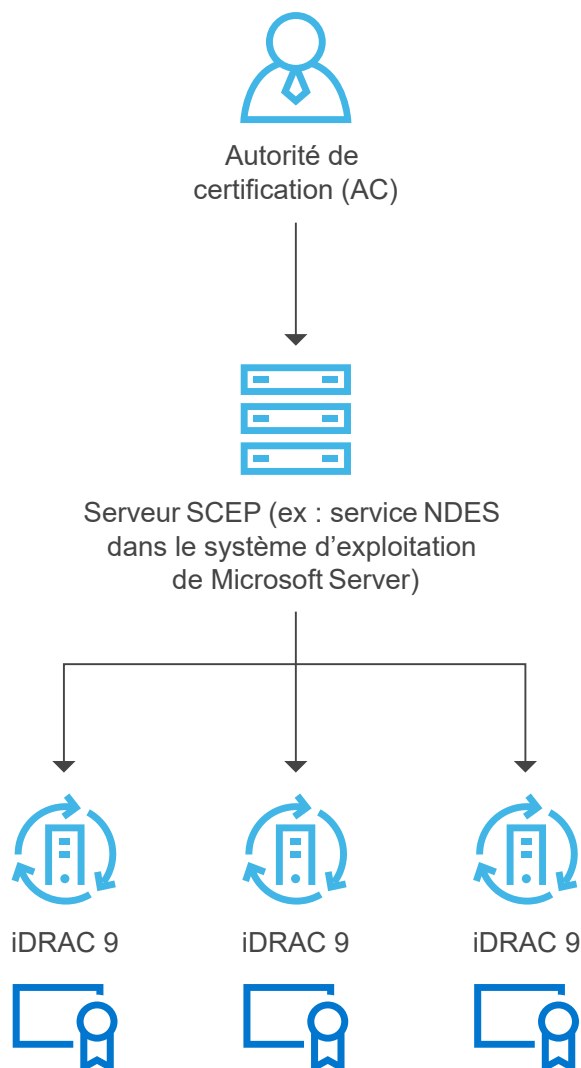 Autorité de
certification (AC)
Serveur SCEP (ex : service NDES
dans le système d’exploitation
de Microsoft Server)
iDRAC 9
iDRAC 9
iDRAC 9